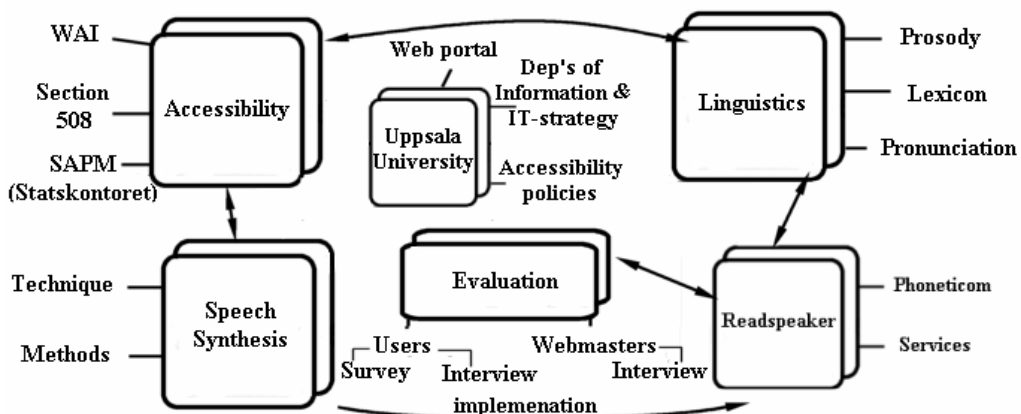 WAI
Section
508
SAPM
(Statskontoret)
Accessibility
Web portal
Dep's of
Information &
IT-strategy
Uppsala
University
Accessibility
policies
Linguistics
Prosody
Lexicon
Pronunciation
Technique
Methods
Speech
Synthesis
Evaluation
Users
Survey
Interview
Webmasters
Interview
Readspeaker
Phoneticom
Services
implemenation